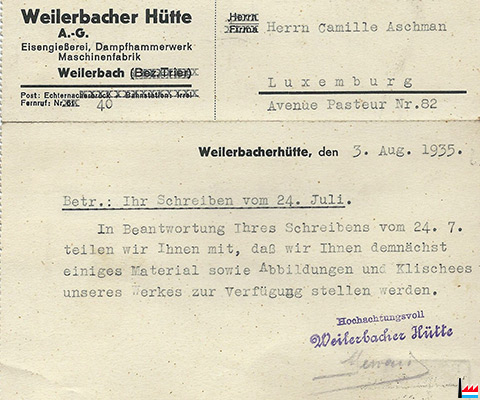 Weilerbacher Hütte
A.-G.
Eisengießerei, Dampfhammerwerk
Maschinenfabrik
Weilerbach (Bez. Trier)
Post: Echternacherbrück Bahnstation: Irrel
Fernruf: Nr. 40
Herrn
Firma
Herrn Camille Aschman
Luxemburg
Avenue Pasteur Nr.82
Weilerbacherhütte, den 3. Aug. 1935.
Betr.: Ihr Schreiben vom 24. Juli.
In Beantwortung Ihres Schreibens vom 24. 7.
teilen wir Ihnen mit, daß wir Ihnen demnächst
einiges Material sowie Abbildungen und Klischees
unseres Werkes zur Verfügung stellen werden.
Hochachtungsvoll
Weilerbacher Hütte